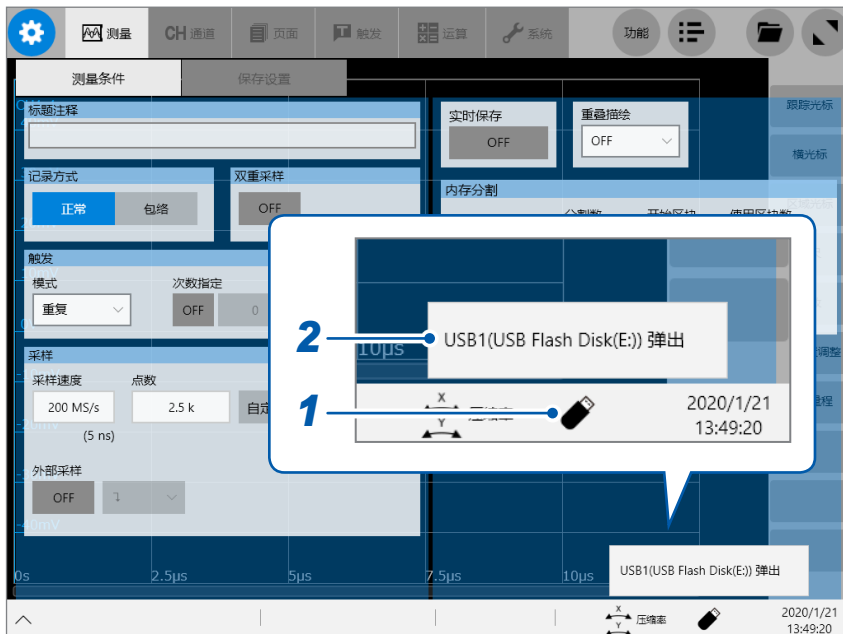 测量
CH 通道
页面
触发
运算
系统
功能
测量条件
保存设置
标题注释
实时保存
OFF
重叠描绘
OFF
跟踪光标
横光标
记录方式
正常
包络
双重采样
OFF
内存分割
触发
模式
重复
次数指定
OFF
0
采样
采样速度
200 MS/s
(5 ns)
点数
2.5 k
外部采样
OFF
10μs
2
USB1(USB Flash Disk(E:)) 弹出
1
X
Y
2020/1/21
13:49:20
-40mV
0s
2.5μs
5μs
7.5μs
10μs
USB1(USB Flash Disk(E:)) 弹出
X
Y
压缩率
2020/1/21
13:49:20